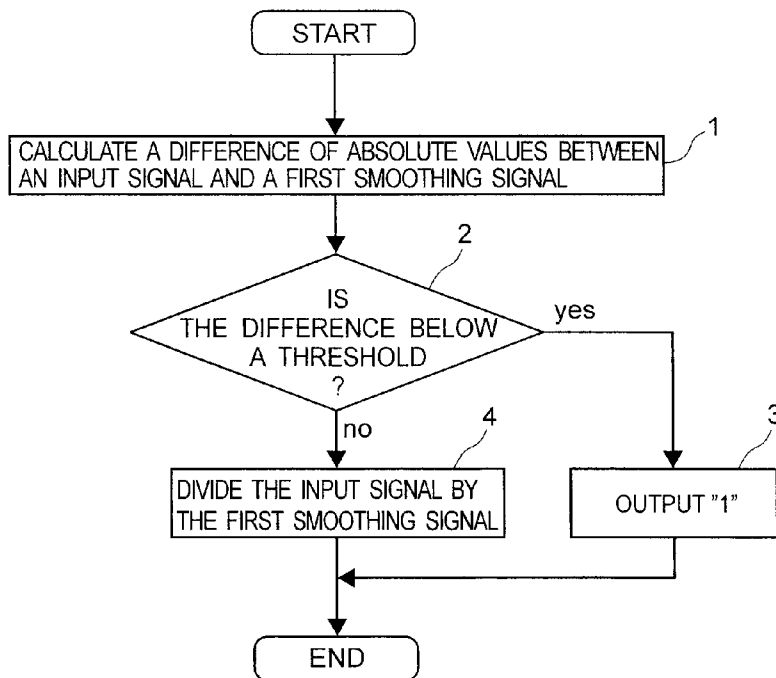 START
1
CALCULATE A DIFFERENCE OF ABSOLUTE VALUES BETWEEN
AN INPUT SIGNAL AND A FIRST SMOOTHING SIGNAL
2
IS
THE DIFFERENCE BELOW
A THRESHOLD
?
yes
no
4
DIVIDE THE INPUT SIGNAL BY
THE FIRST SMOOTHING SIGNAL
3
OUTPUT "1"
END